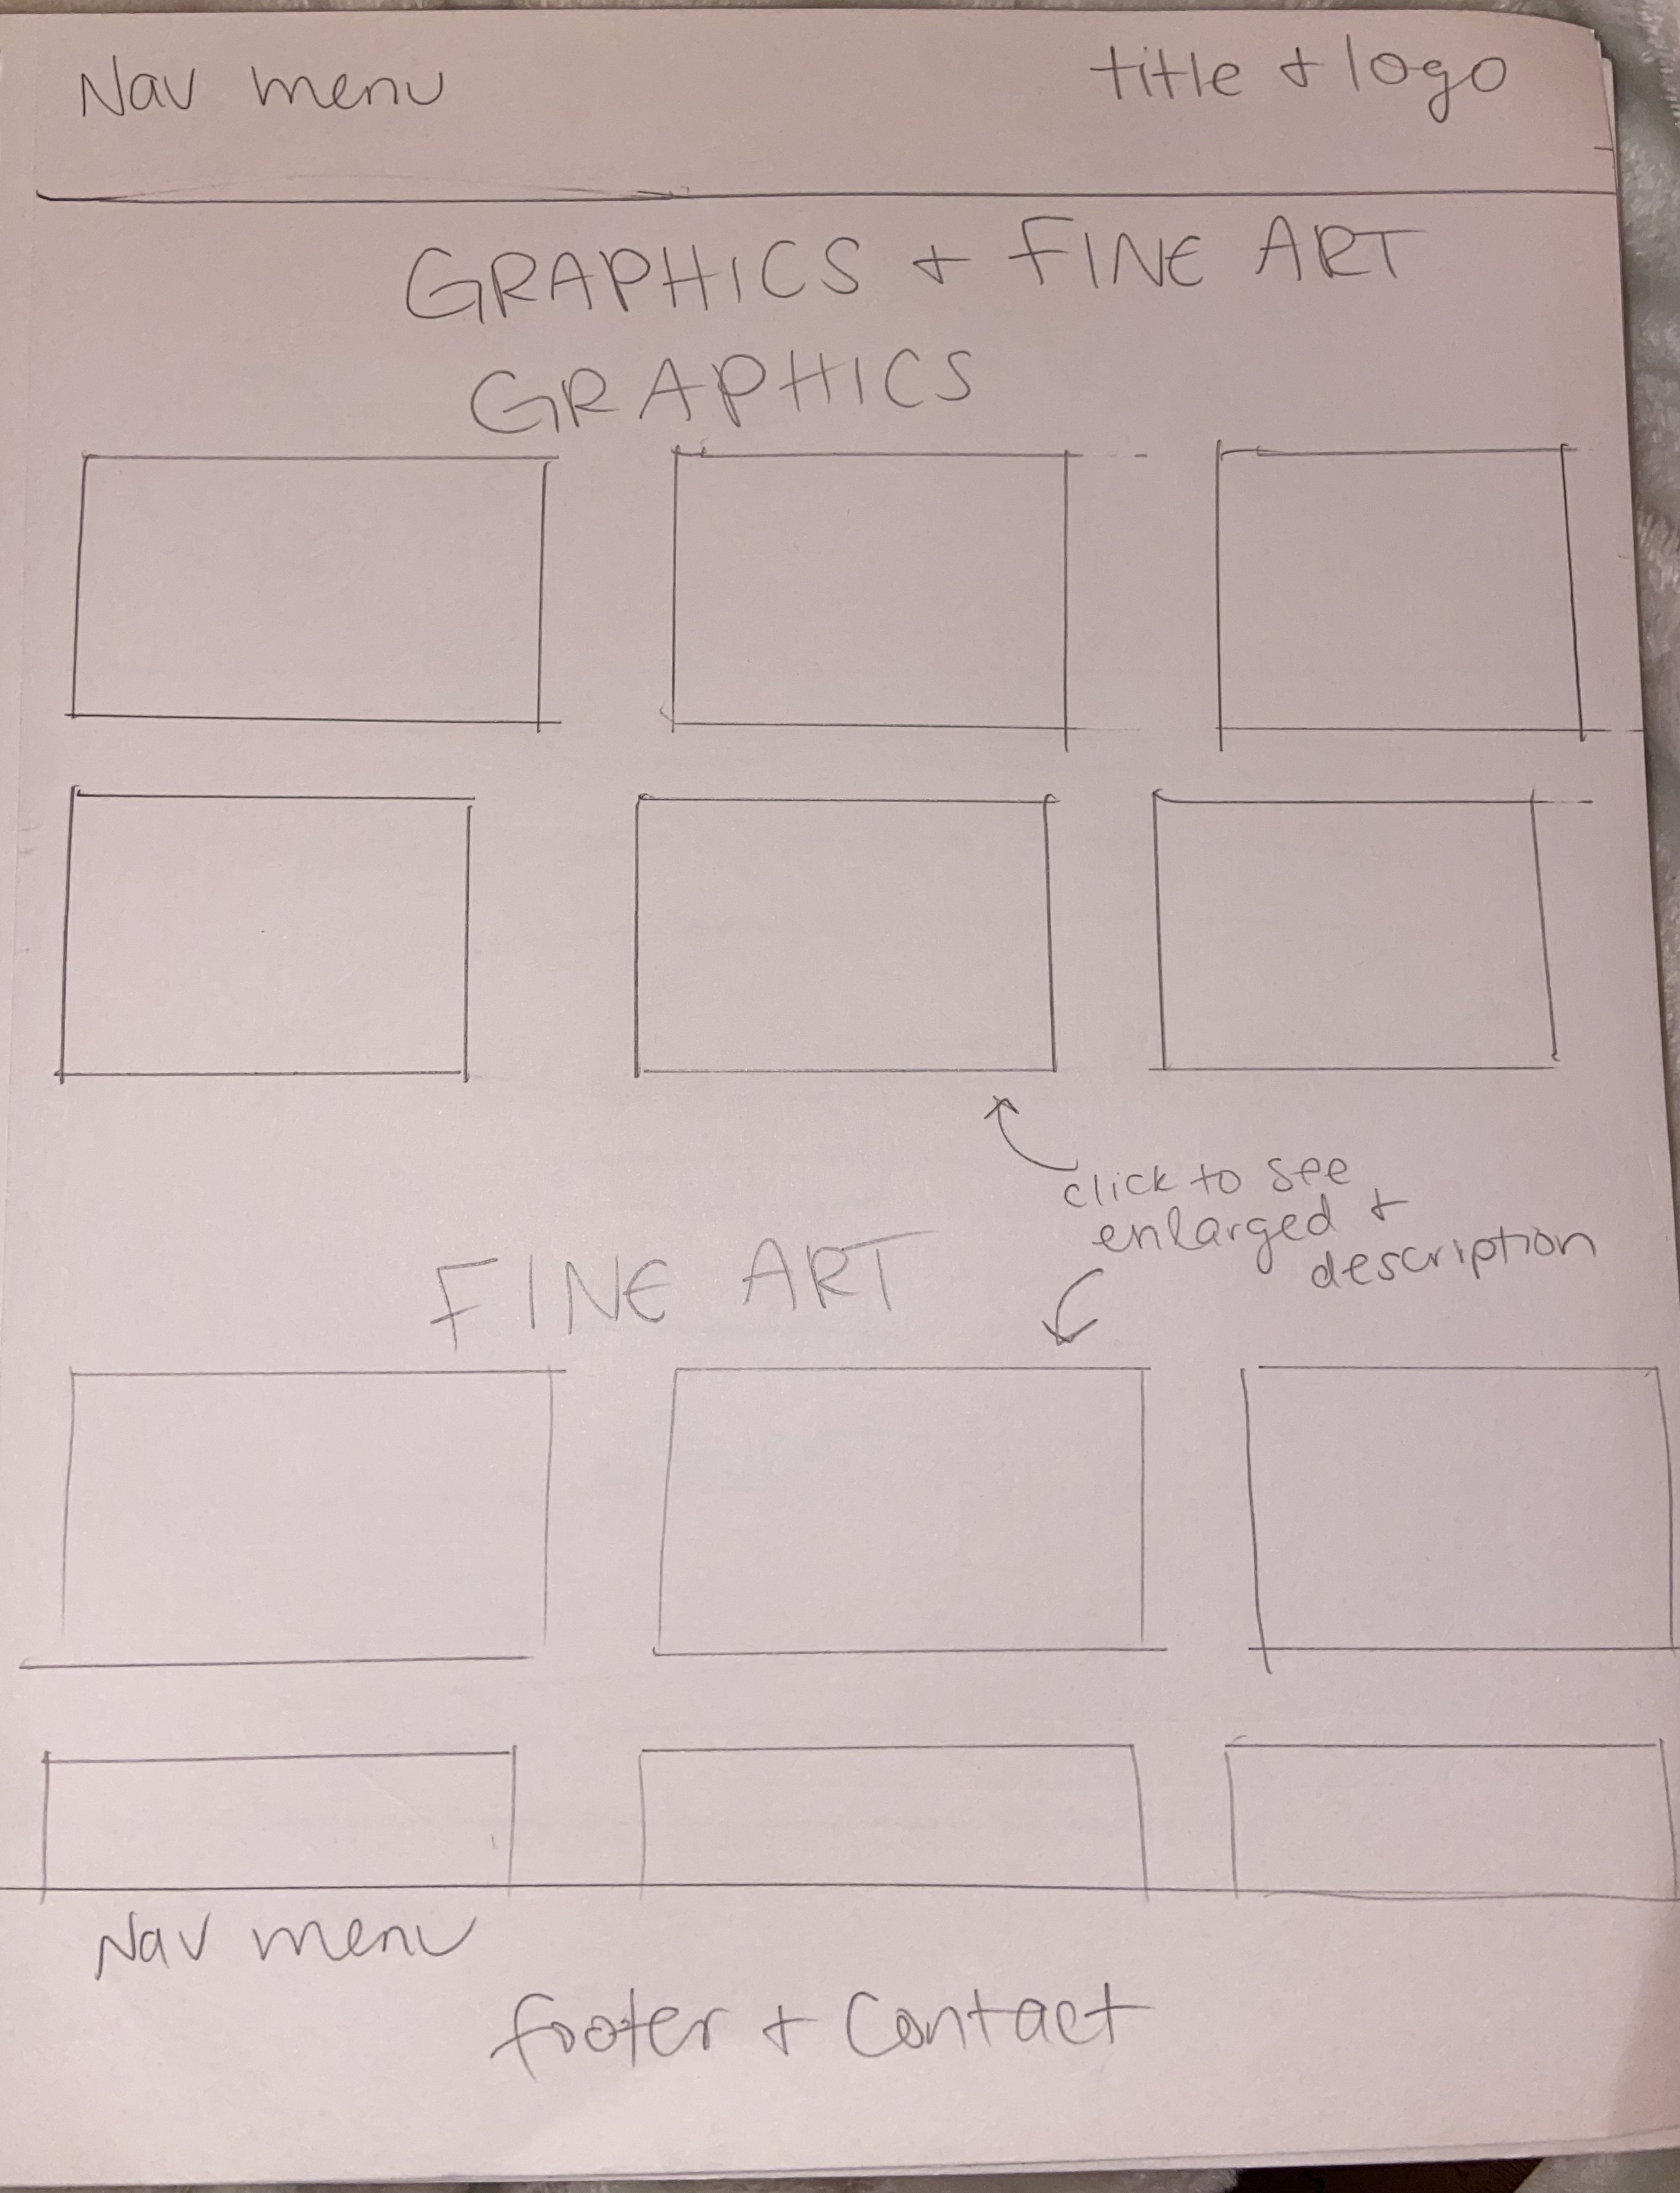 Nav menu
title + logo
GRAPHICS + FINE ART
GRAPHICS
click to see
enlarged +
description
FINE ART
Nav menu
footer + Contact